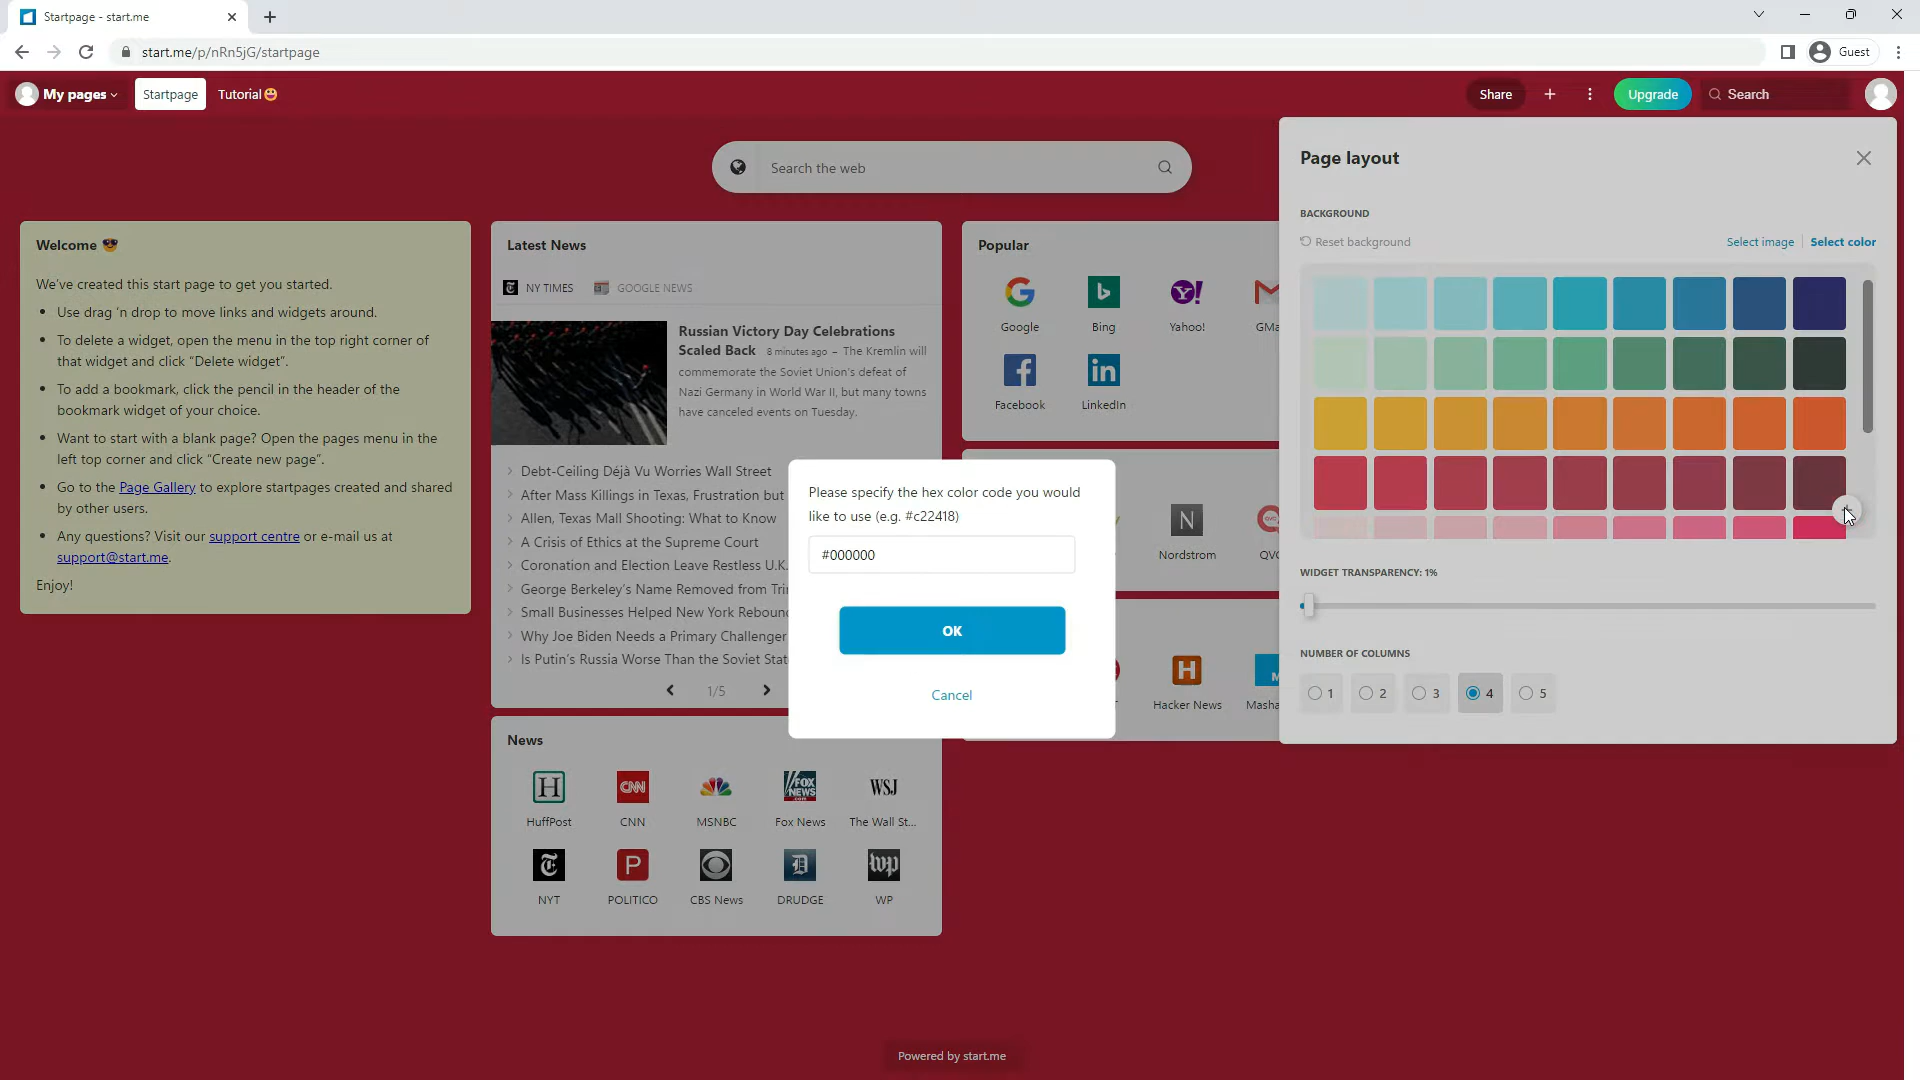 Startpage - start.me
start.me/p/nRn5jG/startpage
Guest
My pages
Startpage
Tutorial
Share
Upgrade
Search
Search the web
Page layout
BACKGROUND
Reset background
Select image
Select color
WIDGET TRANSPARENCY: 1%
NUMBER OF COLUMNS
1
2
3
4
5
Welcome
We've created this start page to get you started.
Use drag 'n drop to move links and widgets around.
To delete a widget, open the menu in the top right corner of
that widget and click "Delete widget".
To add a bookmark, click the pencil in the header of the
bookmark widget of your choice.
Want to start with a blank page? Open the pages menu in the
left top corner and click "Create new page".
Go to the Page Gallery to explore startpages created and shared
by other users.
Any questions? Visit our support centre or e-mail us at
support@start.me.
Enjoy!
Latest News
NY TIMES
GOOGLE NEWS
Russian Victory Day Celebrations
Scaled Back 8 minutes ago – The Kremlin will
commemorate the Soviet Union's defeat of
Nazi Germany in World War II, but many towns
have canceled events on Tuesday.
Debt-Ceiling Déjà Vu Worries Wall Street
After Mass Killings in Texas, Frustration but
Allen, Texas Mall Shooting: What to Know
A Crisis of Ethics at the Supreme Court
Coronation and Election Leave Restless U.K.
George Berkeley's Name Removed from
Small Businesses Helped New York
Why Joe Biden Needs a Primary Challenger
Is Putin's Russia Worse Than the Soviet
1/5
News
H
HuffPost
CNN
CNN
MSNBC
FOX
NEWS
.com
Fox News
WSJ
The Wall St...
NYT
P
POLITICO
CBS News
D
DRUDGE
wp
WP
Popular
Google
Bing
Yahoo!
Facebook
in
LinkedIn
N
Nordstrom
H
Hacker News
Please specify the hex color code you would
like to use (e.g. #c22418)
#000000
OK
Cancel
Powered by start.me